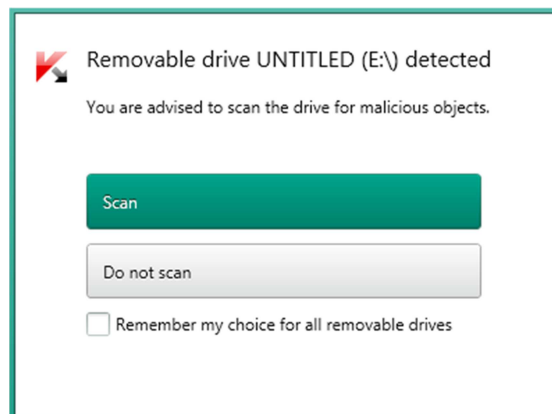 Removable drive UNTITLED (E:\) detected
You are advised to scan the drive for malicious objects.
Scan
Do not scan
Remember my choice for all removable drives